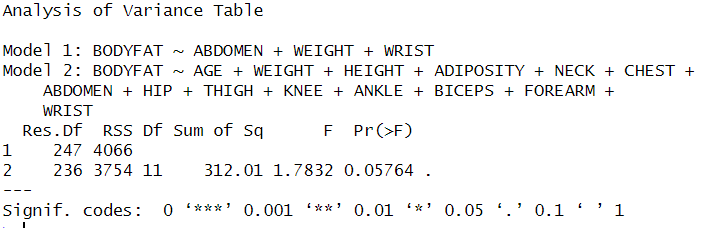 Analysis of Variance Table
Model 1: BODYFAT ~ ABDOMEN + WEIGHT + WRIST
Model 2: BODYFAT ~ AGE + WEIGHT + HEIGHT + ADIPOSITY + NECK + CHEST +
ABDOMEN + HIP + THIGH + KNEE + ANKLE + BICEPS + FOREARM +
WRIST
Res.Df RSS Df Sum of Sq F Pr(>F)
1 247 4066
2 236 3754 11 312.01 1.7832 0.05764 .
---
Signif. codes: 0 ‘***’ 0.001 ‘**’ 0.01 ‘*’ 0.05 ‘.’ 0.1 ‘ ’ 1